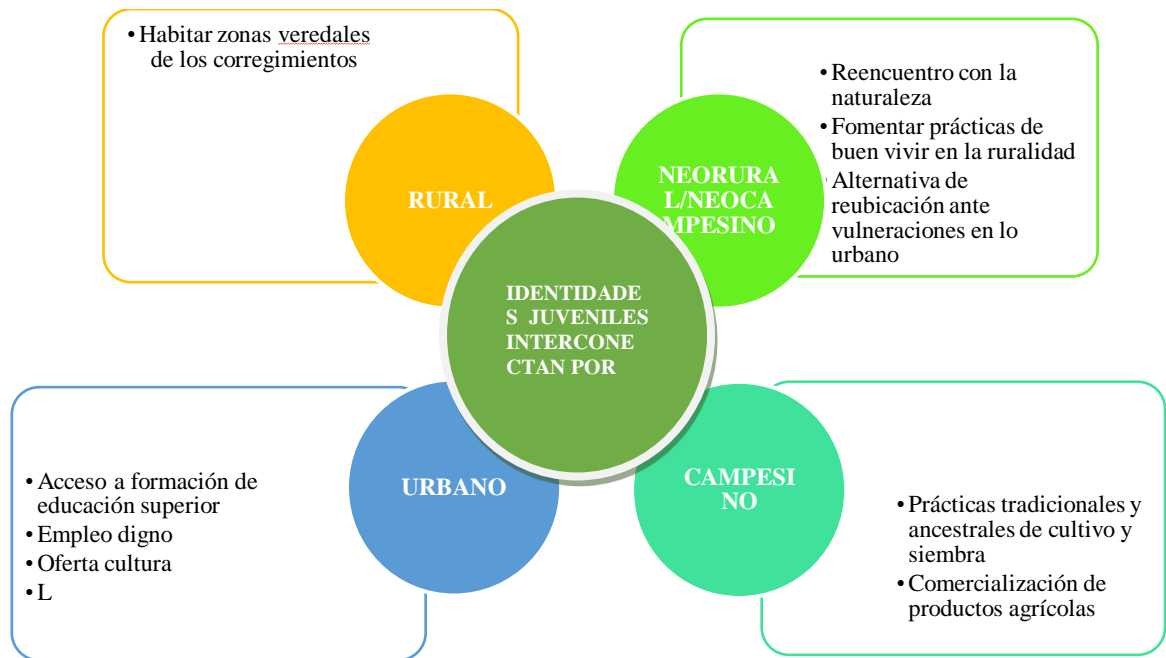 • Habitar zonas veredales
de los corregimientos
RURAL
• Reencuentro con la
naturaleza
• Fomentar prácticas de
buen vivir en la ruralidad
• Alternativa de
reubicación ante
vulneraciones en lo
urbano
NEORURA
L/NEOCA
MPESINO
IDENTIDADE
S JUVENILES
INTERCONE
CTAN POR
• Acceso a formación de
educación superior
• Empleo digno
• Oferta cultura
• L
URBANO
CAMPESI
NO
• Prácticas tradicionales y
ancestrales de cultivo y
siembra
• Comercialización de
productos agrícolas